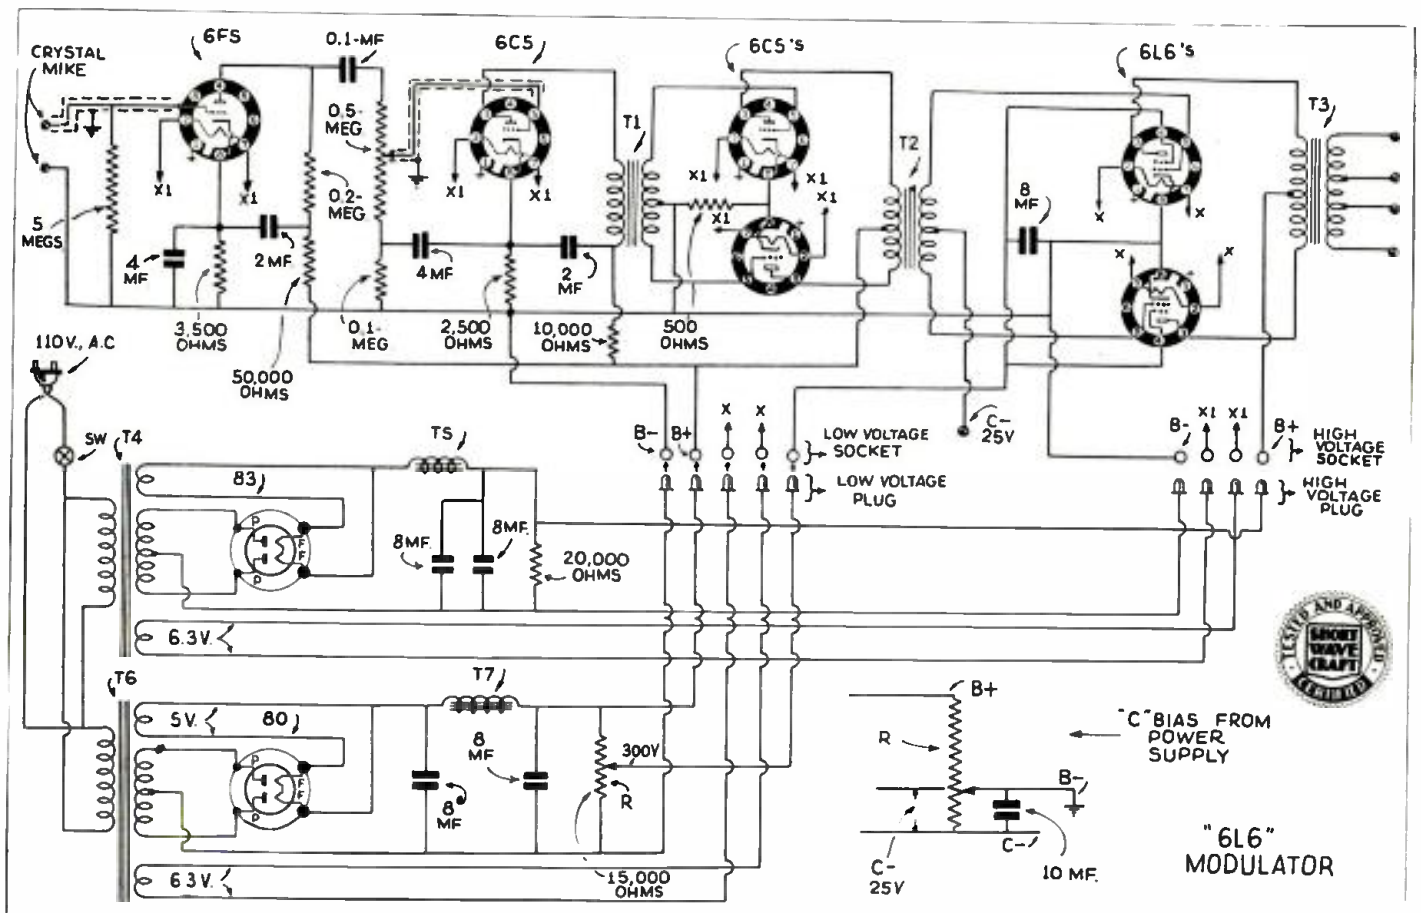 CRYSTAL
MIKE
6F5
0.1-MF
6C5
6C5's
6L6's
0.5-
MEG
T1
T2
T3
X1
X1
X1
X1
X1
X1
X1
X1
X
X
X
X
0.2-
MEG
8
MF
5
MEGS
4
MF
2MF
4MF
2
MF
3,500
OHMS
50,000
OHMS
0.1-
MEG
2,500
OHMS
10,000
OHMS
500
OHMS
110V., A.C
SW
T4
T5
83
B-
B+
X
X
LOW VOLTAGE
SOCKET
LOW VOLTAGE
PLUG
C-
25V
B-
X1
X1
B+
HIGH
VOLTAGE
SOCKET
HIGH
VOLTAGE
PLUG
P
P
F
F
8MF.
8MF.
20,000
OHMS
6.3V.
TESTED AND APPROVED
SHORT
WAVE
CRAFT
CERTIFIED
T6
T7
5V.
80
P
P
F
F
8
MF
8
MF
300V
R
15,000
OHMS
6.3V.
B+
R
"C" BIAS FROM
POWER
SUPPLY
B-
C-
C-
25V
10 MF.
"6L6"
MODULATOR